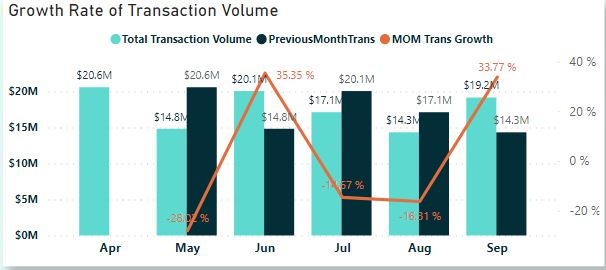 Growth Rate of Transaction Volume
Total Transaction Volume PreviousMonthTrans MOM Trans Growth
$20M
$15M
$10M
$5M
$0M
$20.6M
$14.8M
$20.6M
$20.1M
$14.8M
$17.1M
$20.1M
$14.3M
$17.1M
$19.2M
$14.3M
35.35 %
-16.31 %
33.77 %
40 %
20 %
0 %
-20 %
Apr May Jun Jul Aug Sep